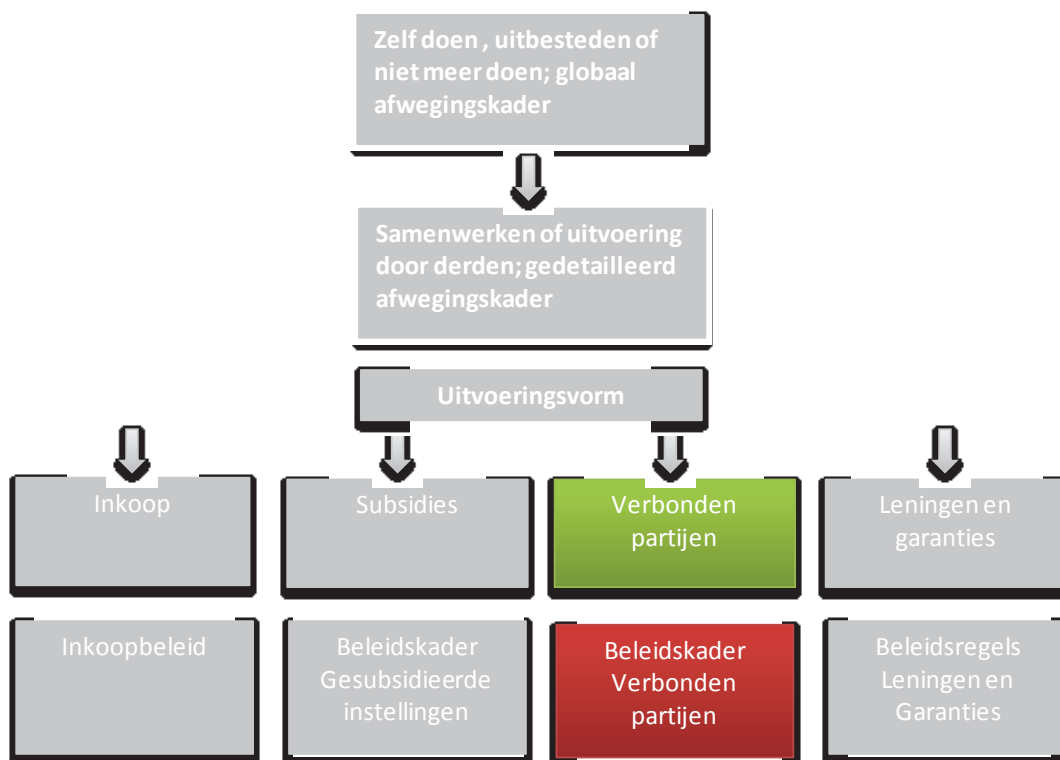 Zelf doen , uitbesteden of
niet meer doen; globaal
afwegingskader
Samenwerken of uitvoering
door derden; gedetailleerd
afwegingskader
Uitvoeringsvorm
Inkoop
Subsidies
Verbonden
partijen
Leningen en
garanties
Inkoopbeleid
Beleidskader
Gesubsidieerde
instellingen
Beleidskader
Verbonden
partijen
Beleidsregels
Leningen en
Garanties